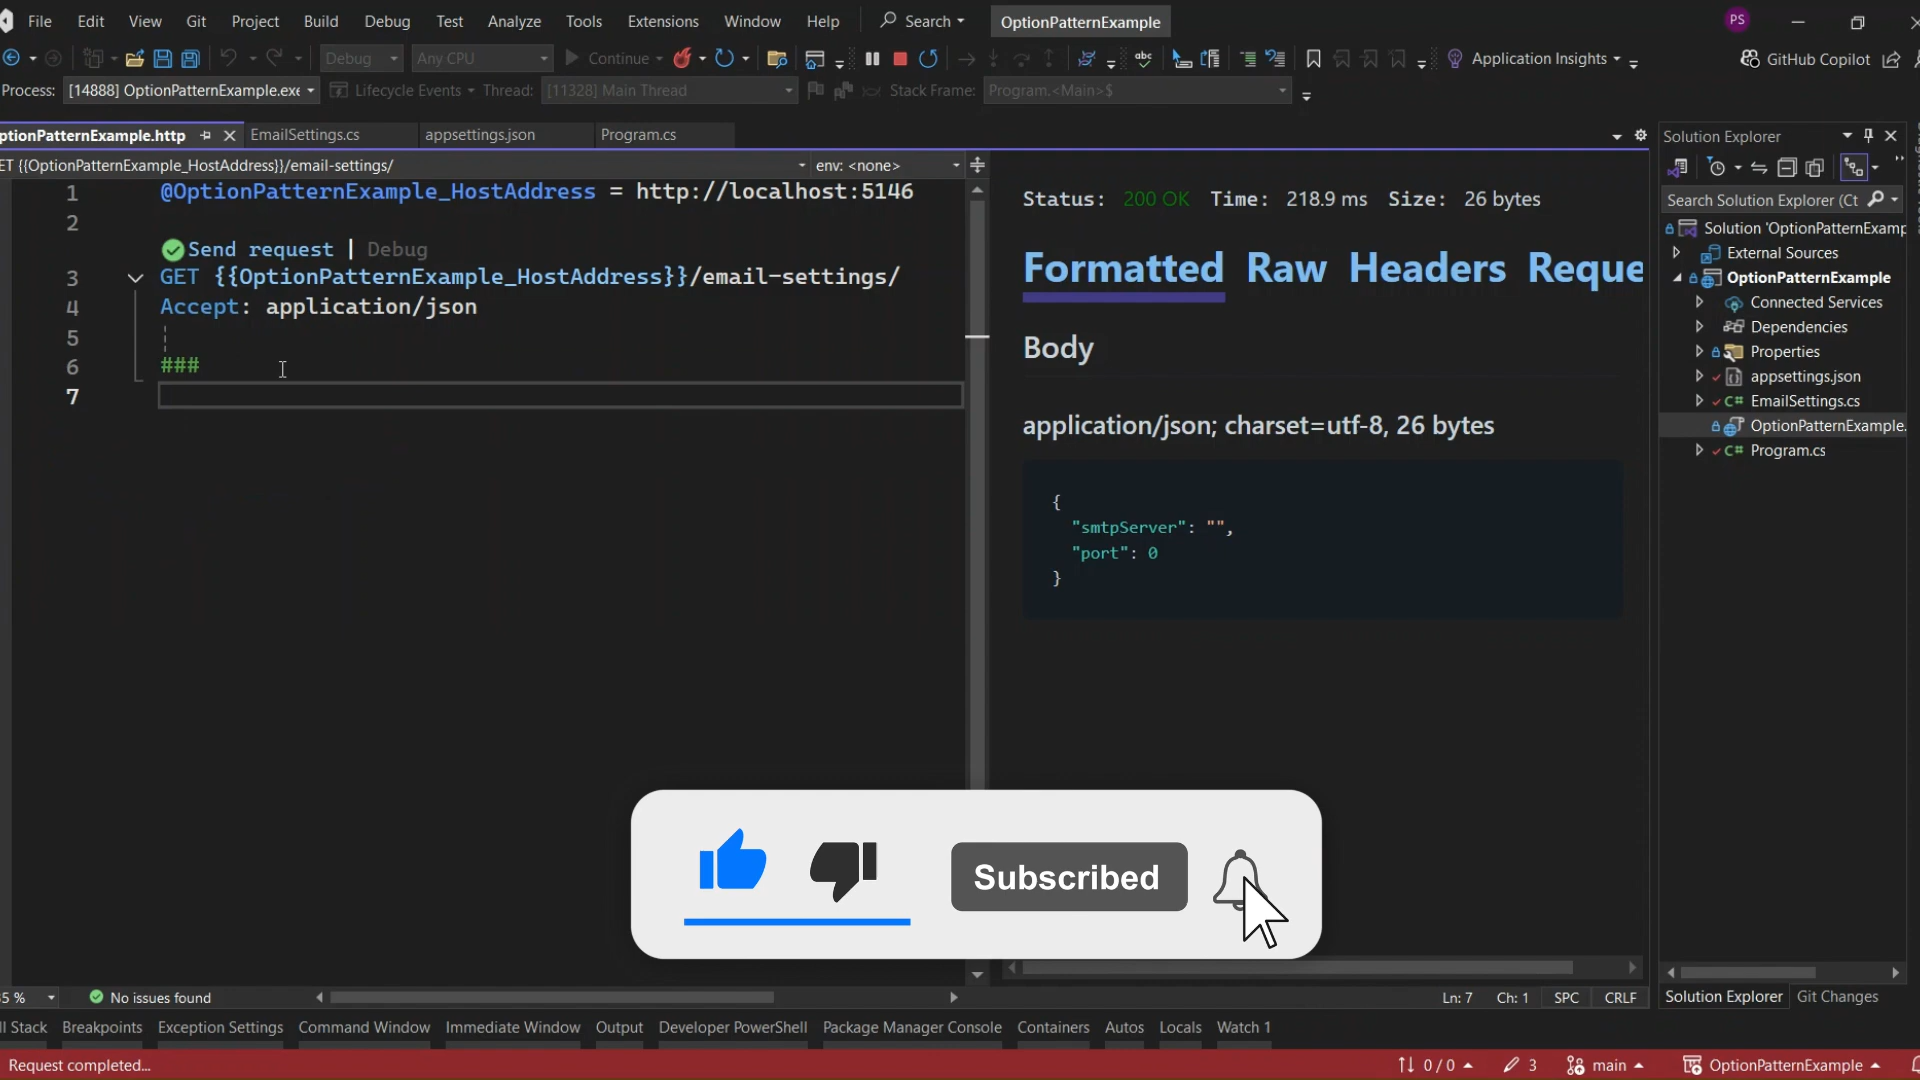 File Edit View Git Project Build Debug Test Analyze Tools Extensions Window Help Search OptionPatternExample PS
Debug Any CPU Continue Application Insights GitHub Copilot
Process: [14888] OptionPatternExample.exe Lifecycle Events Thread: [11328] Main Thread Stack Frame: Program.<Main>$
ptionPatternExample.http EmailSettings.cs appsettings.json Program.cs
ET {{OptionPatternExample_HostAddress}}/email-settings/ env: <none>
1 @OptionPatternExample_HostAddress = http://localhost:5146
2
Send request | Debug
3 GET {{OptionPatternExample_HostAddress}}/email-settings/
4 Accept: application/json
5
6 ###
7
Status: 200 OK Time: 218.9 ms Size: 26 bytes
Formatted Raw Headers Reque
Body
application/json; charset=utf-8, 26 bytes
{
"smtpServer": "",
"port": 0
}
Solution Explorer
Search Solution Explorer (Ct
Solution 'OptionPatternExamp
External Sources
OptionPatternExample
Connected Services
Dependencies
Properties
appsettings.json
C# EmailSettings.cs
OptionPatternExample.
C# Program.cs
Subscribed
5 % No issues found Ln: 7 Ch: 1 SPC CRLF
Solution Explorer Git Changes
ll Stack Breakpoints Exception Settings Command Window Immediate Window Output Developer PowerShell Package Manager Console Containers Autos Locals Watch 1
Request completed... 0 / 0 3 main OptionPatternExample